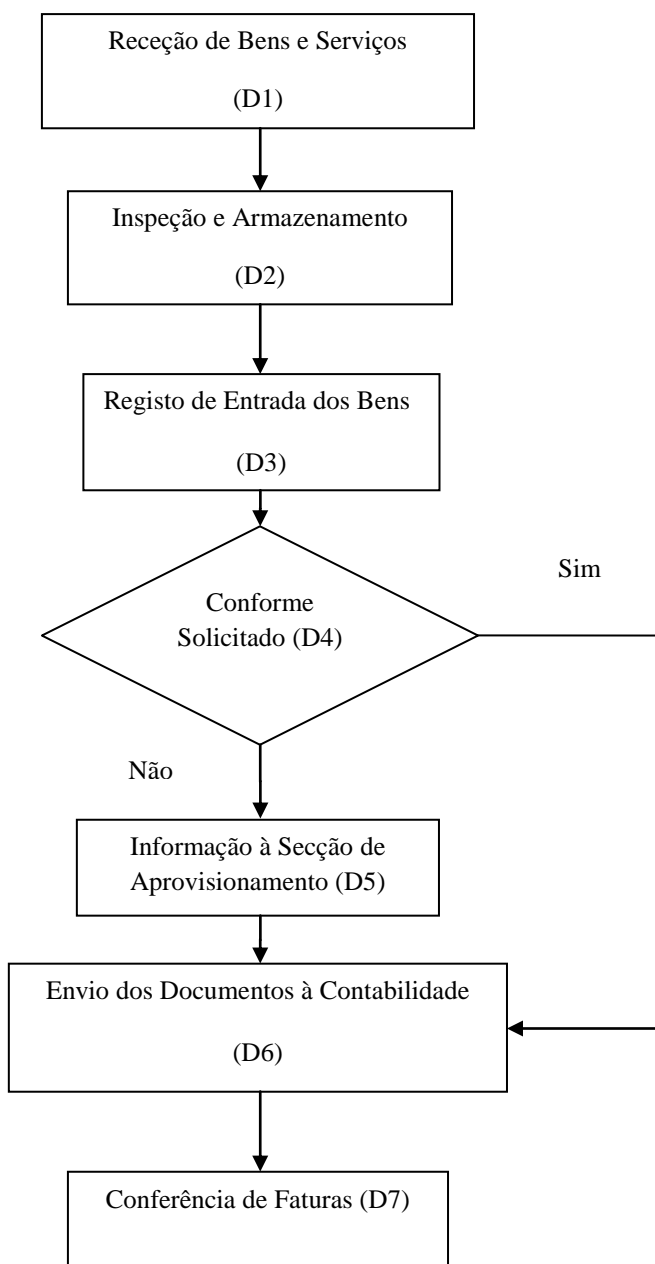 Receção de Bens e Serviços
(D1)
Inspeção e Armazenamento
(D2)
Registo de Entrada dos Bens
(D3)
Sim
Conforme
Solicitado (D4)
Não
Informação à Secção de
Aprovisionamento (D5)
Envio dos Documentos à Contabilidade
(D6)
Conferência de Faturas (D7)